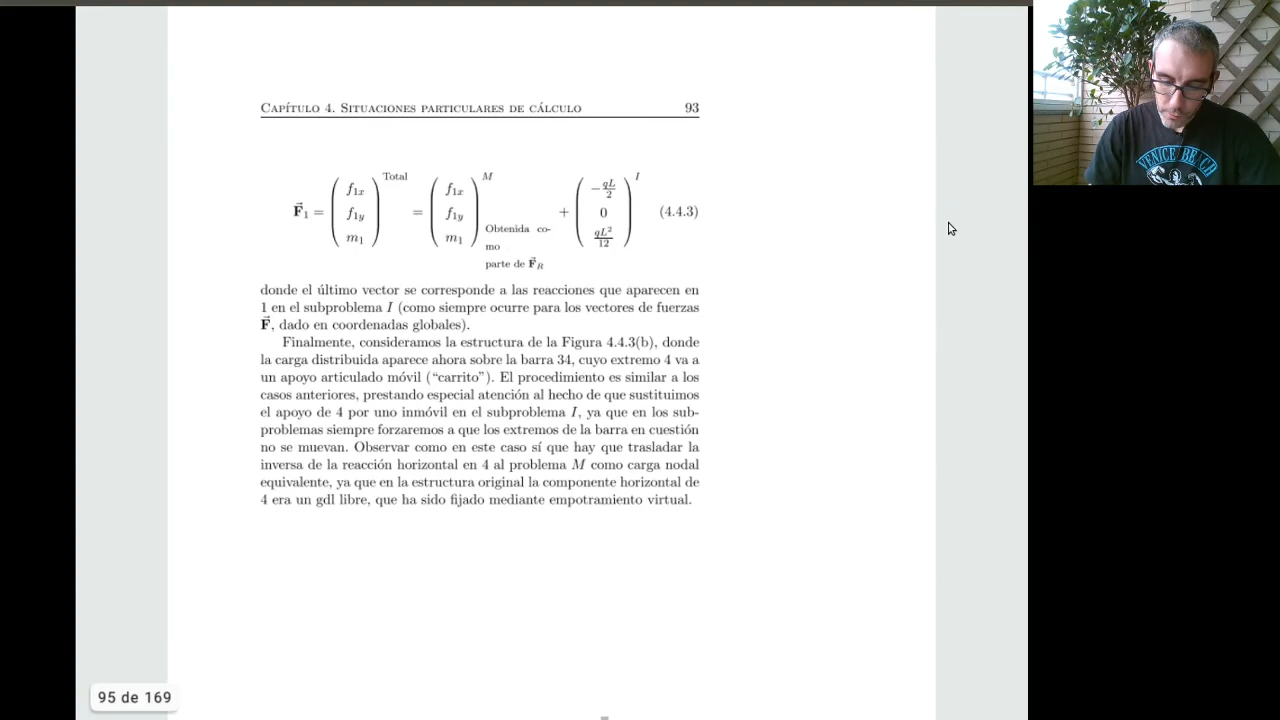 CAPÍTULO 4. SITUACIONES PARTICULARES DE CÁLCULO 93
F⃗₁ = ( f₁ₓ f₁ᵧ m₁ )^Total = ( f₁ₓ f₁ᵧ m₁ )^M Obtenida co-mo parte de F⃗_R + ( −qL/2 0 qL²/12 )^I (4.4.3)
donde el último vector se corresponde a las reacciones que aparecen en
1 en el subproblema I (como siempre ocurre para los vectores de fuerzas
F⃗, dado en coordenadas globales).
Finalmente, consideramos la estructura de la Figura 4.4.3(b), donde
la carga distribuida aparece ahora sobre la barra 34, cuyo extremo 4 va a
un apoyo articulado móvil (“carrito”). El procedimiento es similar a los
casos anteriores, prestando especial atención al hecho de que sustituimos
el apoyo de 4 por uno inmóvil en el subproblema I, ya que en los sub-
problemas siempre forzaremos a que los extremos de la barra en cuestión
no se muevan. Observar como en este caso sí que hay que trasladar la
inversa de la reacción horizontal en 4 al problema M como carga nodal
equivalente, ya que en la estructura original la componente horizontal de
4 era un gdl libre, que ha sido fijado mediante empotramiento virtual.
95 de 169
VENICE BEACH